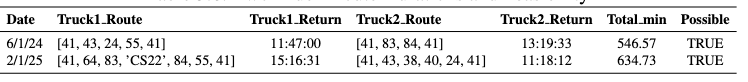 Date Truck1_Route Truck1_Return Truck2_Route Truck2_Return Total_min Possible
6/1/24 [41, 43, 24, 55, 41] 11:47:00 [41, 83, 84, 41] 13:19:33 546.57 TRUE
2/1/25 [41, 64, 83, 'CS22', 84, 55, 41] 15:16:31 [41, 43, 38, 40, 24, 41] 11:18:12 634.73 TRUE